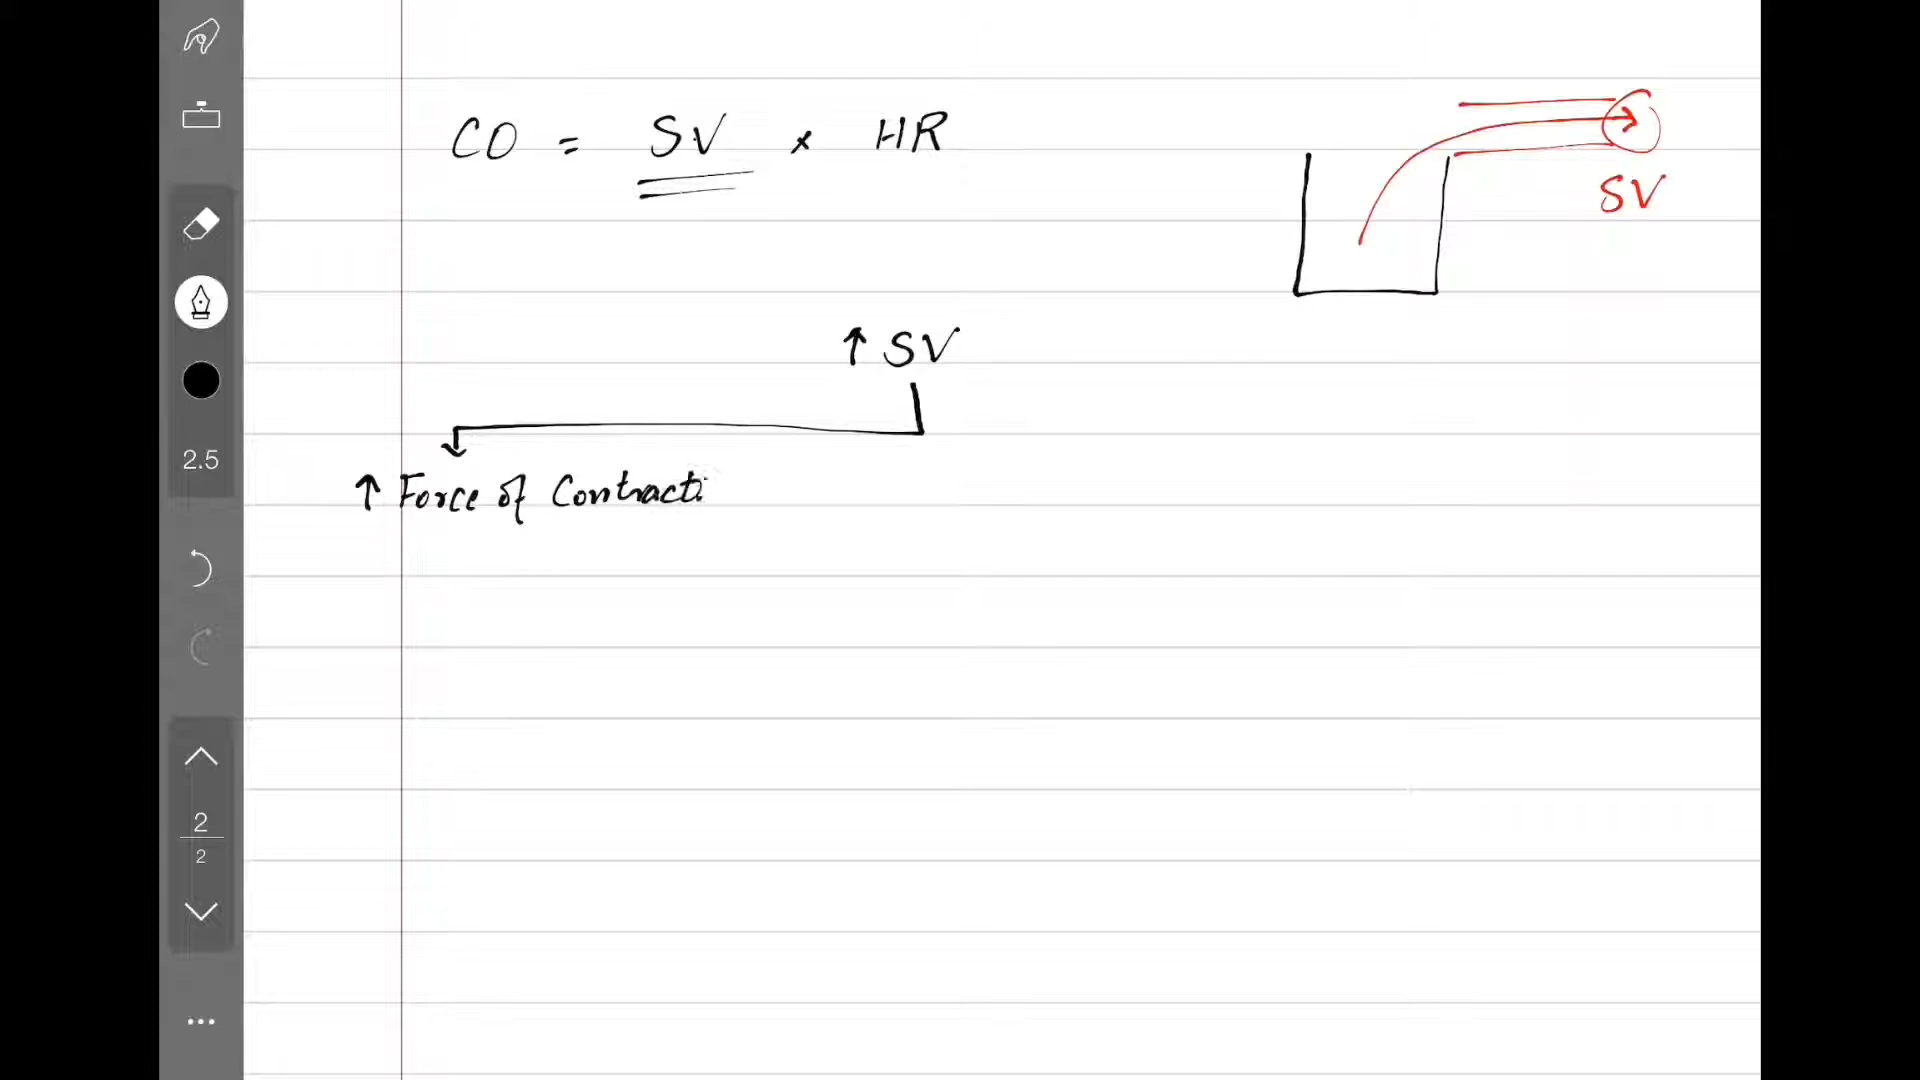 CO = SV × HR
SV
↑ SV
↑ Force of Contracti
2.5
2
2